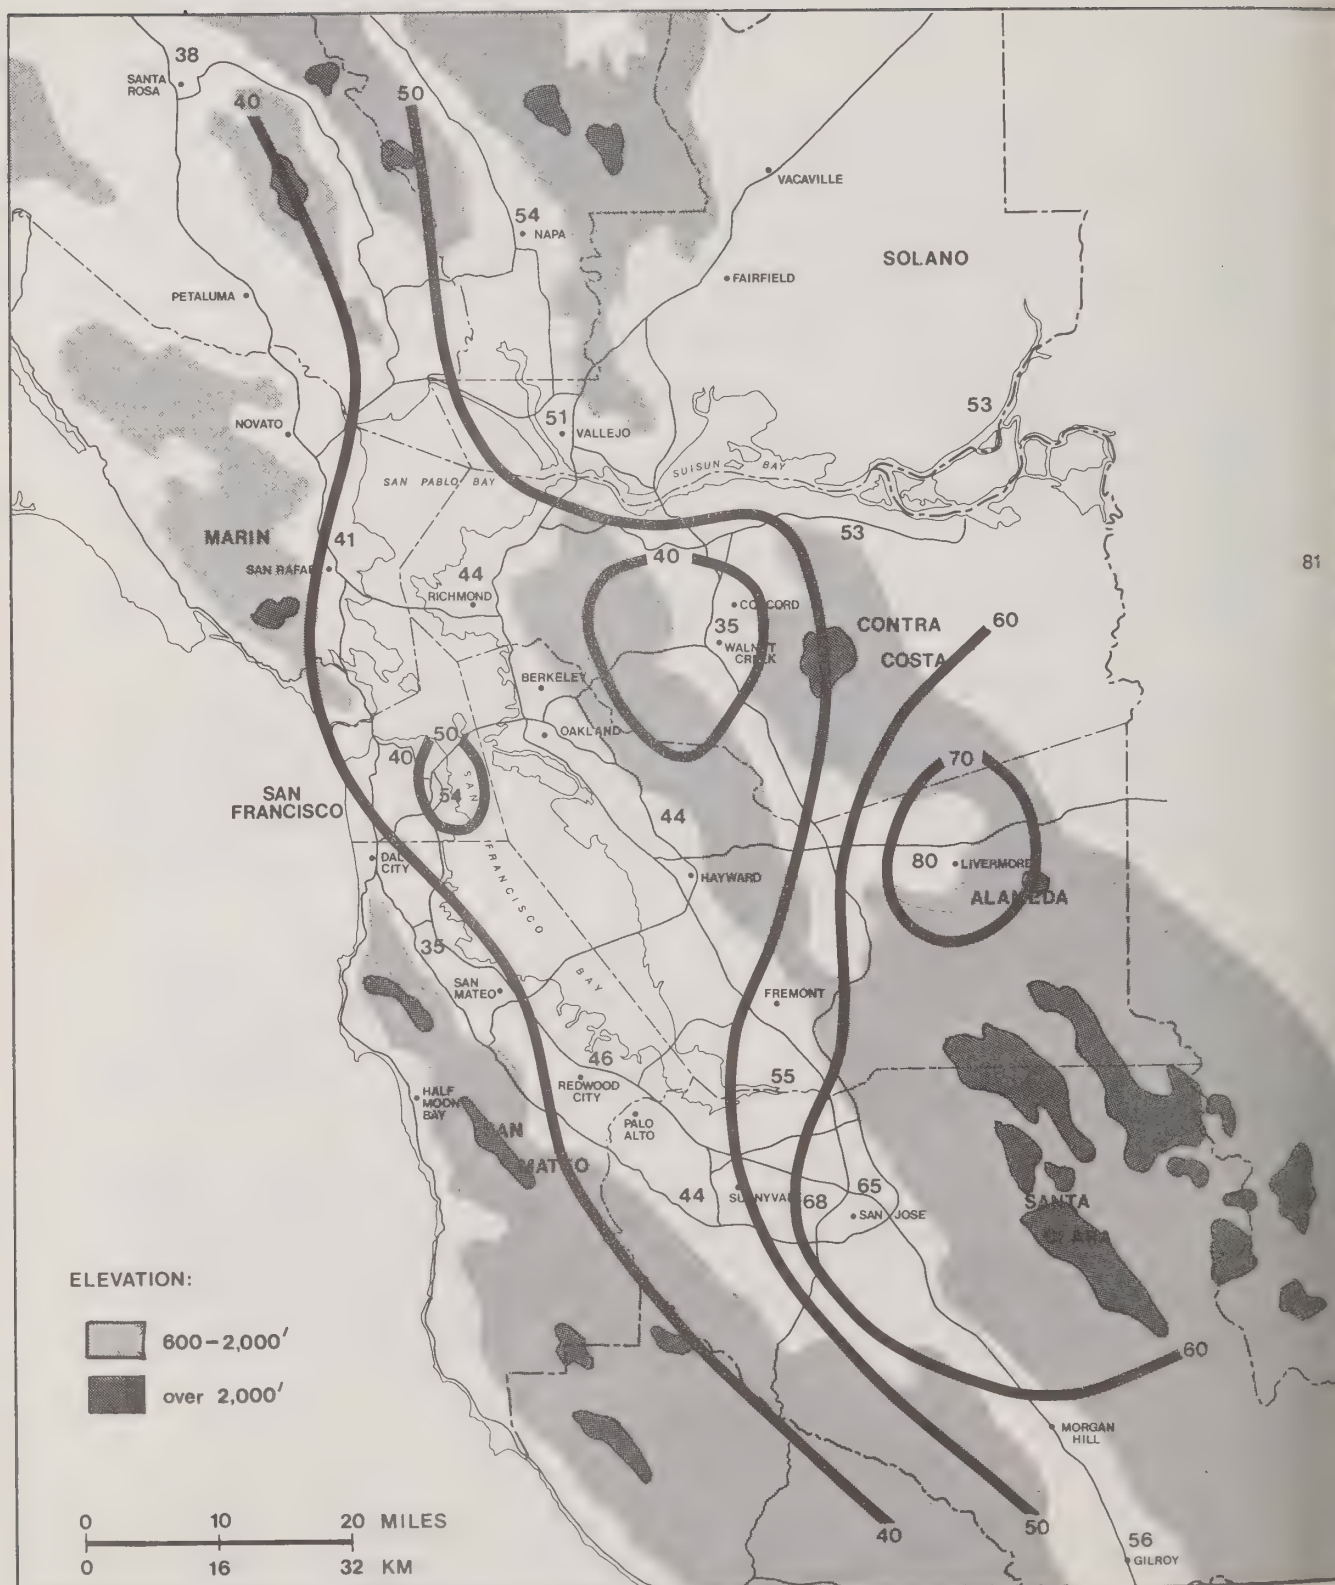 38
SANTA
ROSA
40
50
VACAVILLE
54
NAPA
SOLANO
FAIRFIELD
PETALUMA
53
51
VALLEJO
NOVATO
SUISUN BAY
SAN PABLO BAY
53
MARIN
41
SAN RAFAEL
40
81
44
RICHMOND
CONCORD
35
WALNUT
CREEK
CONTRA
COSTA
60
BERKELEY
OAKLAND
50
40
54
SAN
FRANCISCO
BAY
70
SAN
FRANCISCO
44
DALY
CITY
80
LIVERMORE
HAYWARD
ALAMEDA
35
SAN
MATEO
FREMONT
46
REDWOOD
CITY
55
HALF
MOON
BAY
PALO
ALTO
SAN
MATEO
44
SUNNYVALE
68
65
SAN JOSE
SANTA
CLARA
ELEVATION:
600-2,000'
over 2,000'
60
MORGAN
HILL
0 10 20 MILES
0 16 32 KM
40
50
56
GILROY